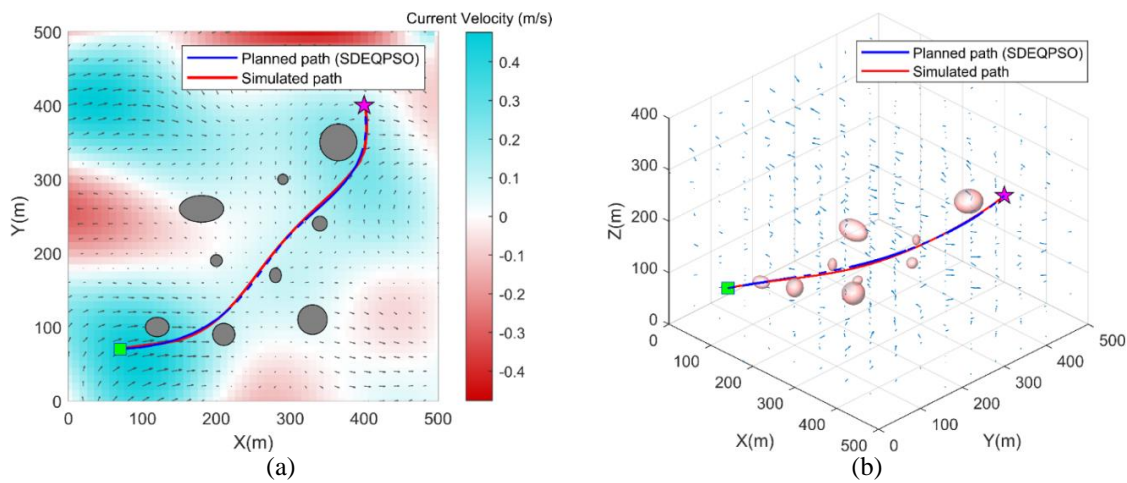 Current Velocity (m/s)
500
400
300
200
100
0
Y(m)
0 100 200 300 400 500
X(m)
Planned path (SDEQPSO)
Simulated path
0.4
0.3
0.2
0.1
0
-0.1
-0.2
-0.3
-0.4
(a)
Planned path (SDEQPSO)
Simulated path
400
300
200
100
0
Z(m)
0
100
200
300
400
500
X(m)
0
100
200
300
400
500
Y(m)
(b)